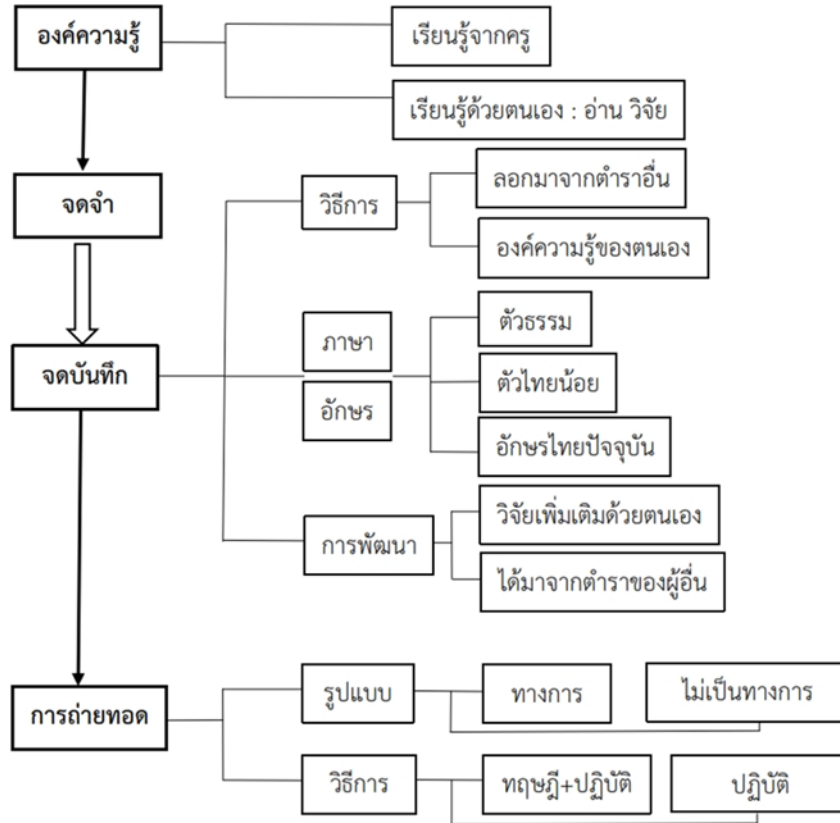 องค์ความรู้
เรียนรู้จากครู
เรียนรู้ด้วยตนเอง : อ่าน วิจัย
จดจำ
วิธีการ
ลอกมาจากตำราอื่น
องค์ความรู้ของตนเอง
จดบันทึก
ภาษา
อักษร
ตัวธรรม
ตัวไทยน้อย
อักษรไทยปัจจุบัน
การพัฒนา
วิจัยเพิ่มเติมด้วยตนเอง
ได้มาจากตำราของผู้อื่น
การถ่ายทอด
รูปแบบ
ทางการ
ไม่เป็นทางการ
วิธีการ
ทฤษฎี+ปฏิบัติ
ปฏิบัติ